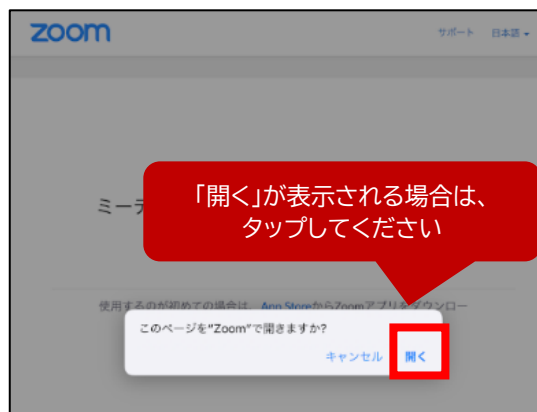 zoom
サポート 日本語
「開く」が表示される場合は、
タップしてください
ミーテ
使用するのが初めての場合は、App StoreからZoomアプリをダウンロー
このページを"Zoom"で開きますか?
キャンセル 開く